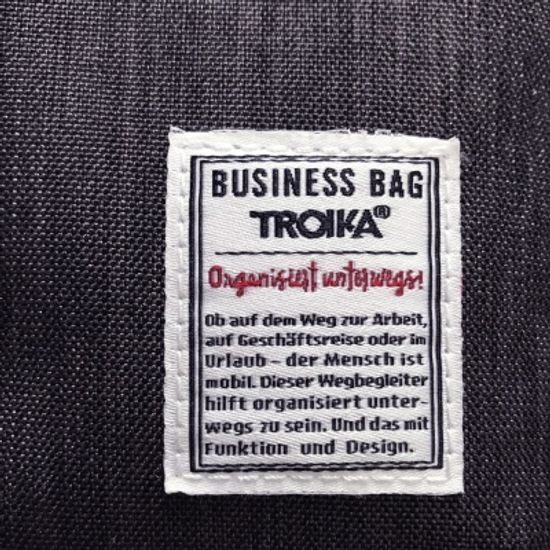 BUSINESS BAG
TROIKA®
Organisiert unterwegs!
Ob auf dem Weg zur Arbeit,
auf Geschäftsreise oder im
Urlaub – der Mensch ist
mobil. Dieser Wegbegleiter
hilft organisiert unter-
wegs zu sein. Und das mit
Funktion und Design.